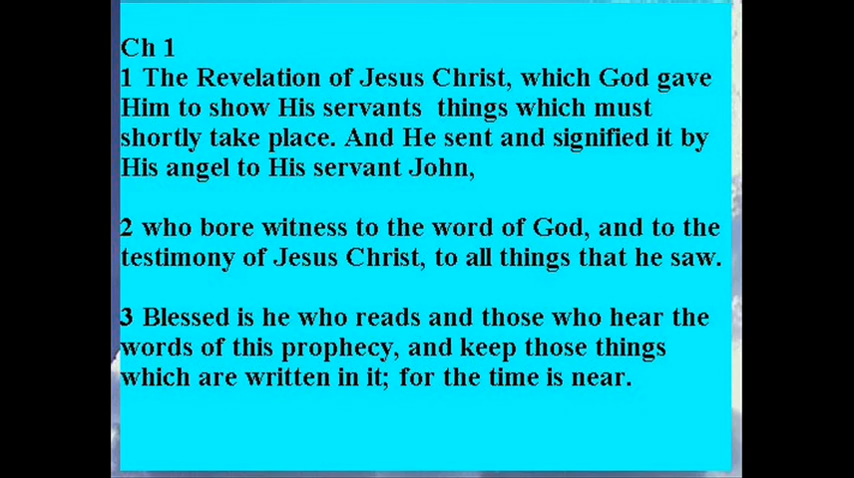 Ch 1
1 The Revelation of Jesus Christ, which God gave
Him to show His servants  things which must
shortly take place. And He sent and signified it by
His angel to His servant John,
2 who bore witness to the word of God, and to the
testimony of Jesus Christ, to all things that he saw.
3 Blessed is he who reads and those who hear the
words of this prophecy, and keep those things
which are written in it; for the time is near.